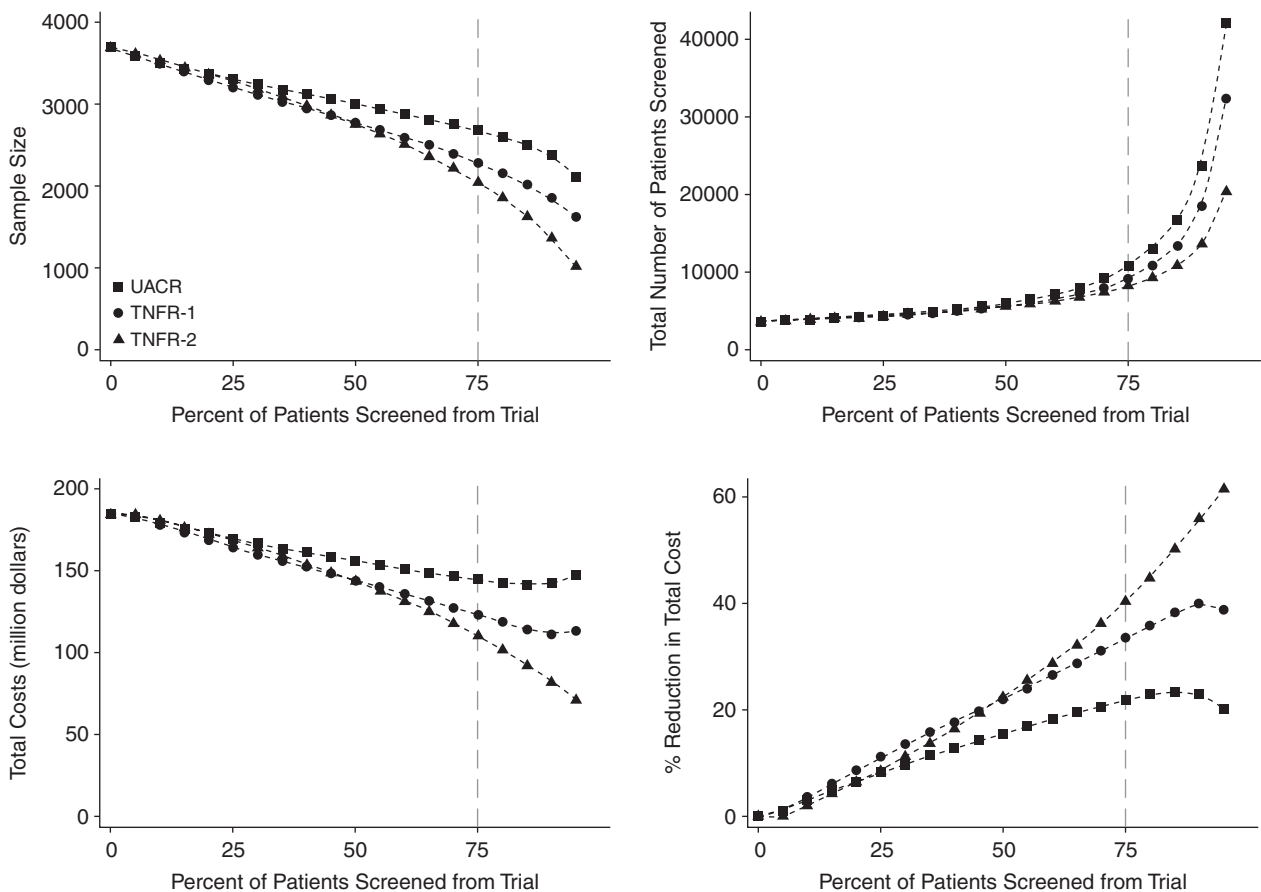 Sample Size
4000
3000
2000
1000
0
UACR
TNFR-1
TNFR-2
0 25 50 75
Percent of Patients Screened from Trial
Total Number of Patients Screened
40000
30000
20000
10000
0
0 25 50 75
Percent of Patients Screened from Trial
Total Costs (million dollars)
200
150
100
50
0
0 25 50 75
Percent of Patients Screened from Trial
% Reduction in Total Cost
60
40
20
0
0 25 50 75
Percent of Patients Screened from Trial